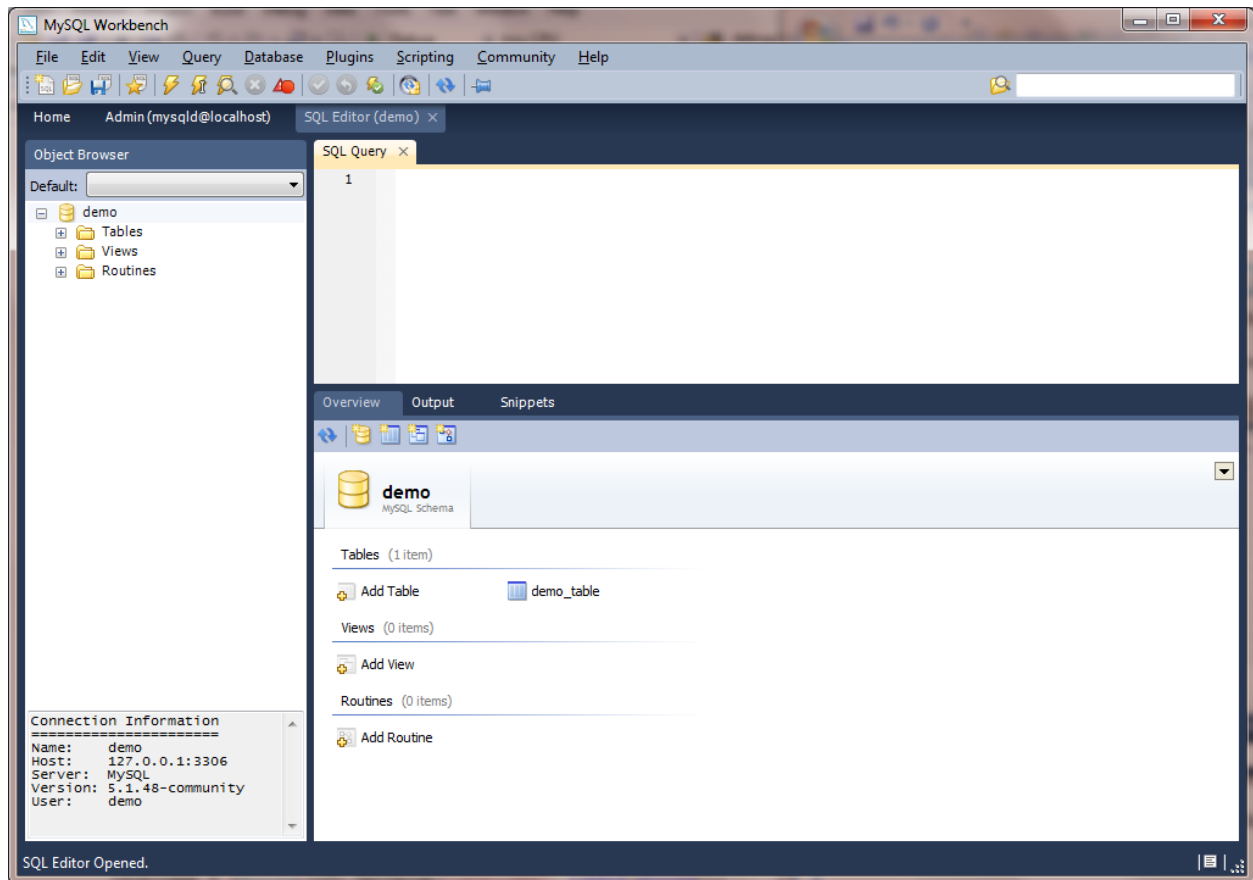 MySQL Workbench
File Edit View Query Database Plugins Scripting Community Help
Home Admin (mysqld@localhost) SQL Editor (demo)
Object Browser
Default:
demo
Tables
Views
Routines
SQL Query
1
Overview Output Snippets
demo
MySQL Schema
Tables (1 item)
Add Table demo_table
Views (0 items)
Add View
Routines (0 items)
Add Routine
Connection Information
======================
Name: demo
Host: 127.0.0.1:3306
Server: MySQL
Version: 5.1.48-community
User: demo
SQL Editor Opened.